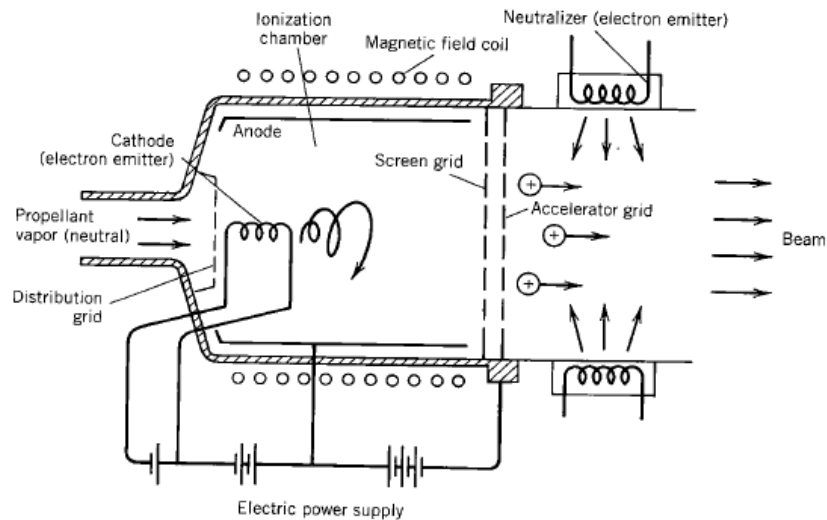 Ionization
chamber
Neutralizer (electron emitter)
Magnetic field coil
Cathode
(electron emitter)
Anode
Screen grid
Propellant
vapor (neutral)
Accelerator grid
Beam
Distribution
grid
+
+
+
Electric power supply